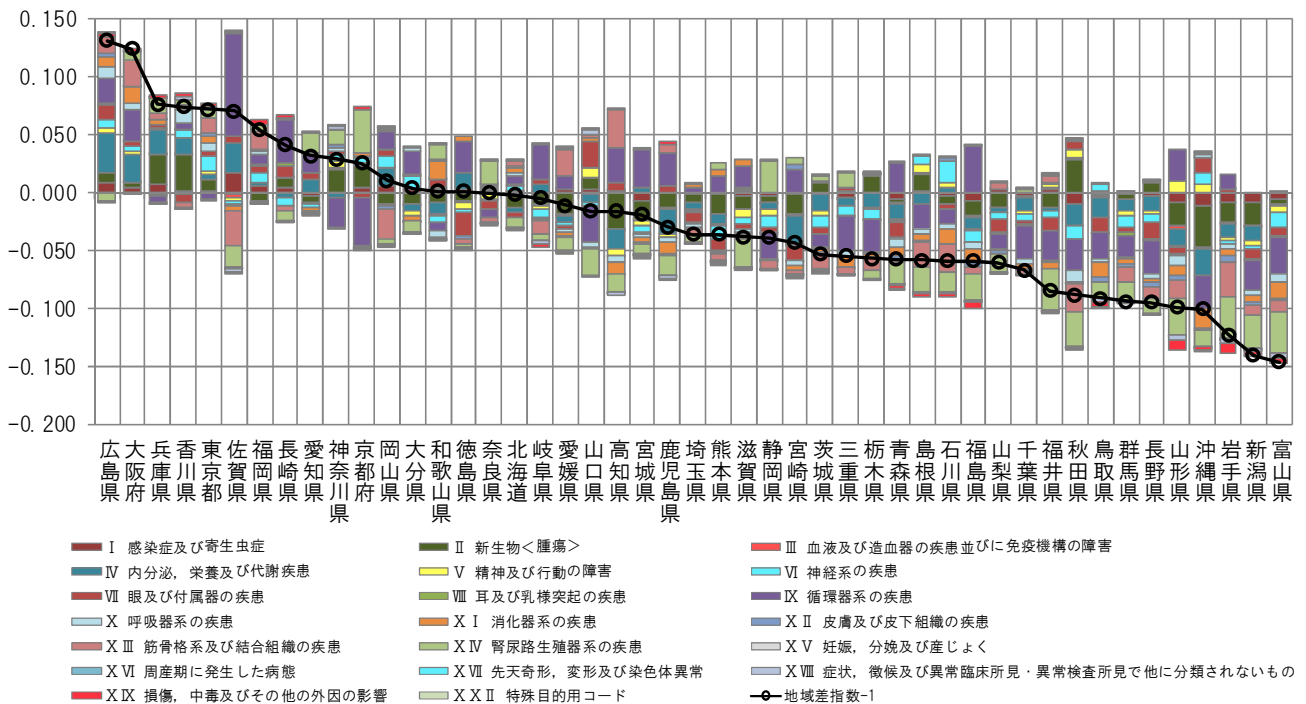 0.150
0.100
0.050
0.000
-0.050
-0.100
-0.150
-0.200
広島県
大阪府
兵庫県
香川県
東京都
佐賀県
福岡県
長崎県
愛知県
神奈川県
京都府
岡山県
大分県
和歌山県
徳島県
奈良県
北海道
岐阜県
愛媛県
山口県
高知県
宮城県
鹿児島県
埼玉県
熊本県
滋賀県
静岡県
宮崎県
茨城県
三重県
栃木県
青森県
島根県
石川県
福島県
山梨県
千葉県
福井県
秋田県
鳥取県
群馬県
長野県
山形県
沖縄県
岩手県
新潟県
富山県
Ⅰ 感染症及び寄生虫症
Ⅱ 新生物<腫瘍>
Ⅲ 血液及び造血器の疾患並びに免疫機構の障害
Ⅳ 内分泌，栄養及び代謝疾患
Ⅴ 精神及び行動の障害
Ⅵ 神経系の疾患
Ⅶ 眼及び付属器の疾患
Ⅷ 耳及び乳様突起の疾患
Ⅸ 循環器系の疾患
Ⅹ 呼吸器系の疾患
ⅩⅠ 消化器系の疾患
ⅩⅡ 皮膚及び皮下組織の疾患
ⅩⅢ 筋骨格系及び結合組織の疾患
ⅩⅣ 腎尿路生殖器系の疾患
ⅩⅤ 妊娠，分娩及び産じょく
ⅩⅥ 周産期に発生した病態
ⅩⅦ 先天奇形，変形及び染色体異常
ⅩⅧ 症状，徴候及び異常臨床所見・異常検査所見で他に分類されないもの
ⅩⅨ 損傷，中毒及びその他の外因の影響
ⅩⅩⅡ 特殊目的用コード
地域差指数-1